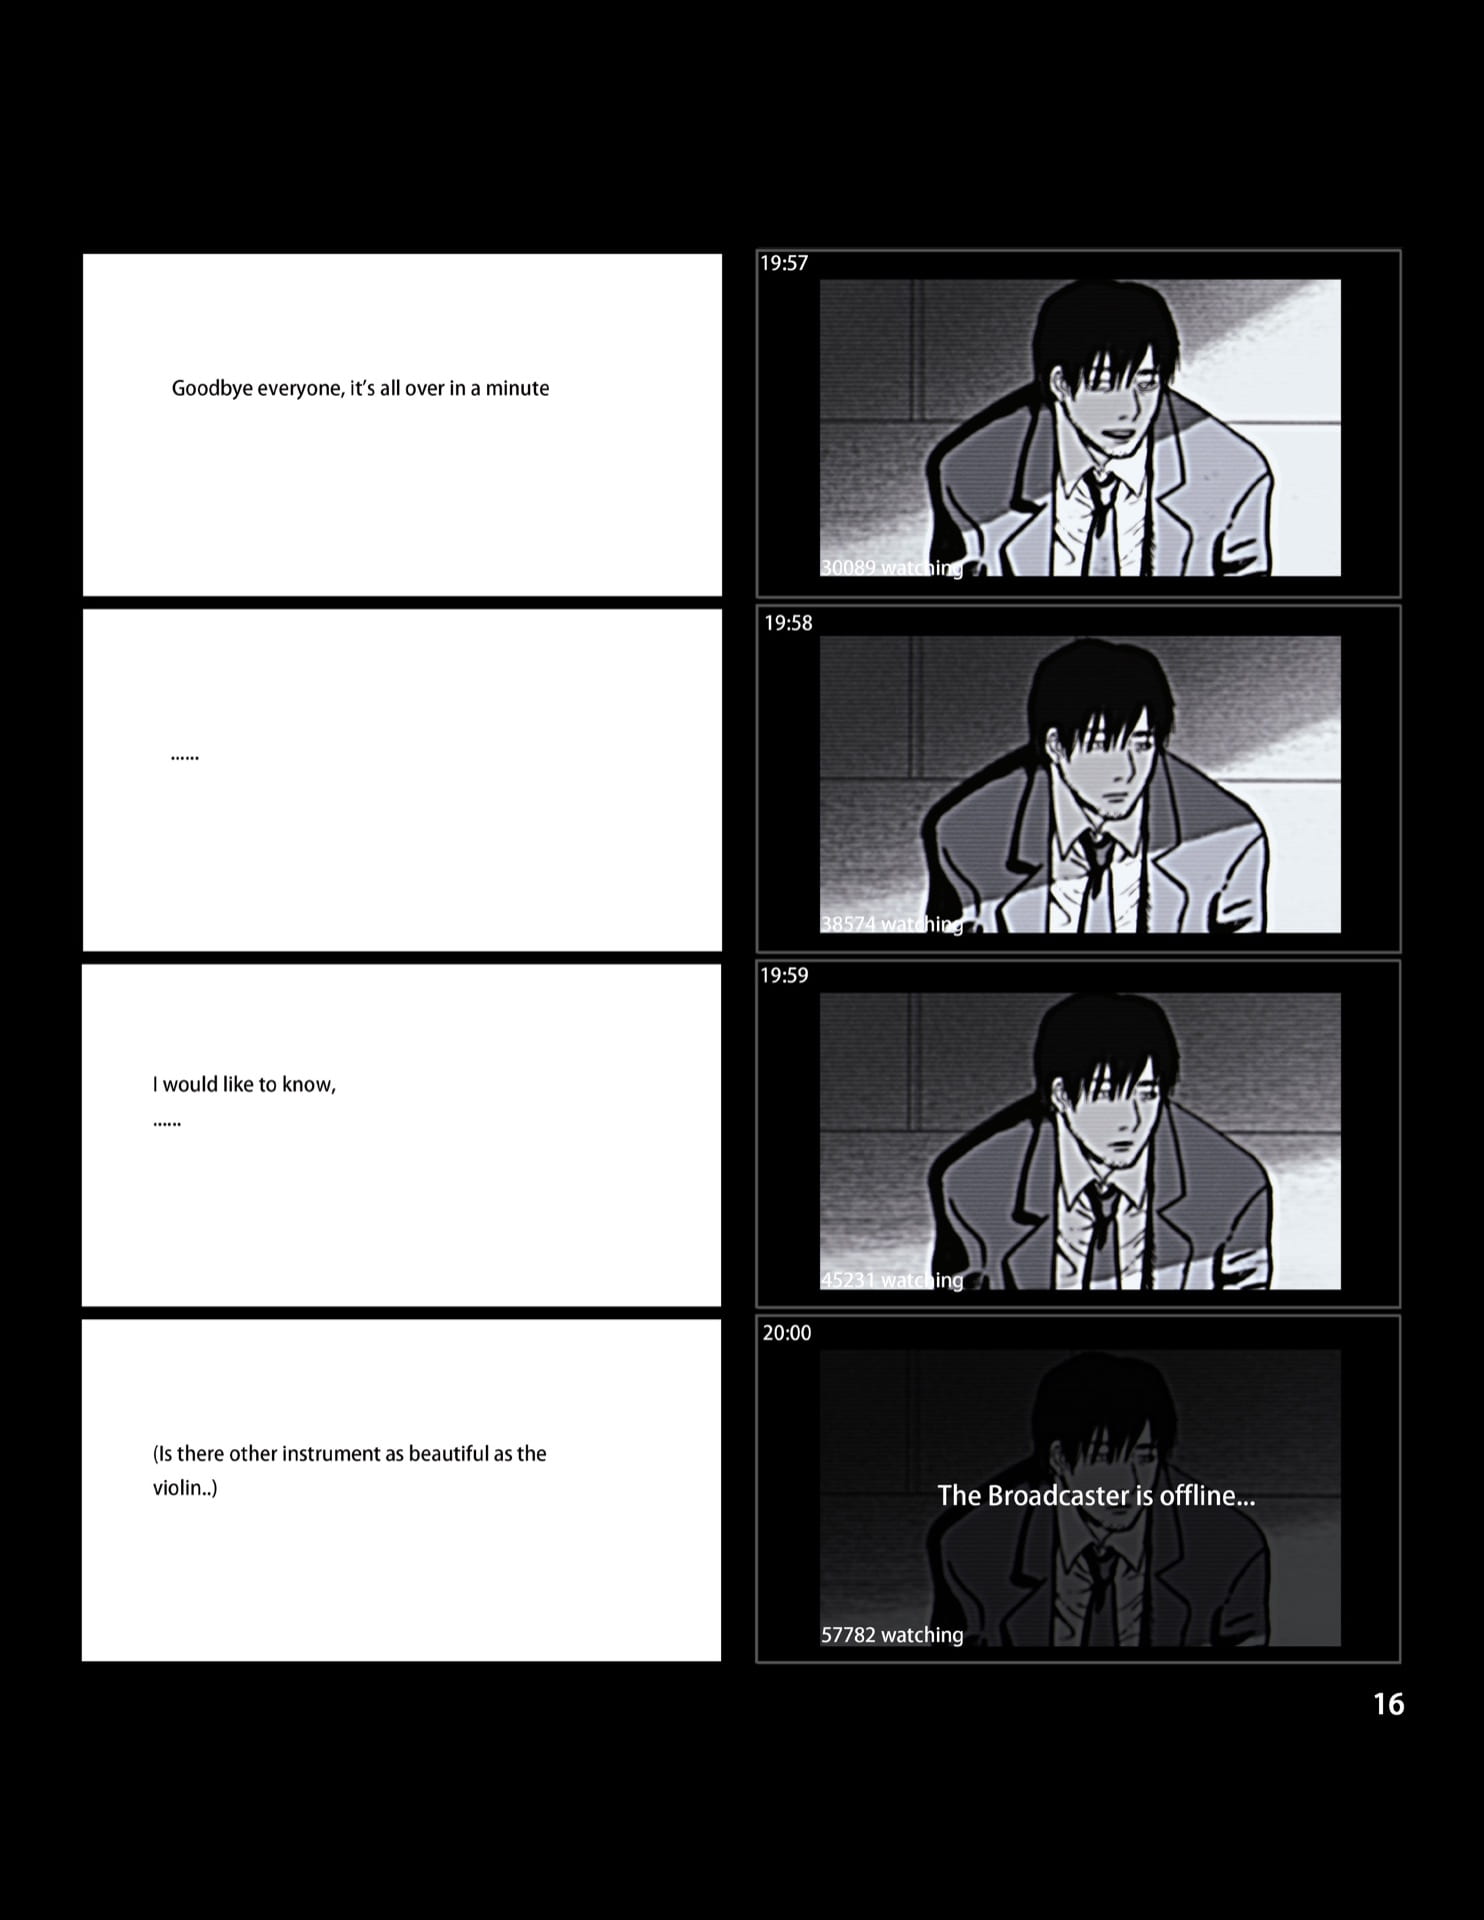 Goodbye everyone, it's all over in a minute
19:57
30089 watching
......
19:58
38574 watching
I would like to know,
......
19:59
45231 watching
(Is there other instrument as beautiful as the
violin..)
20:00
The Broadcaster is offline...
57782 watching
16